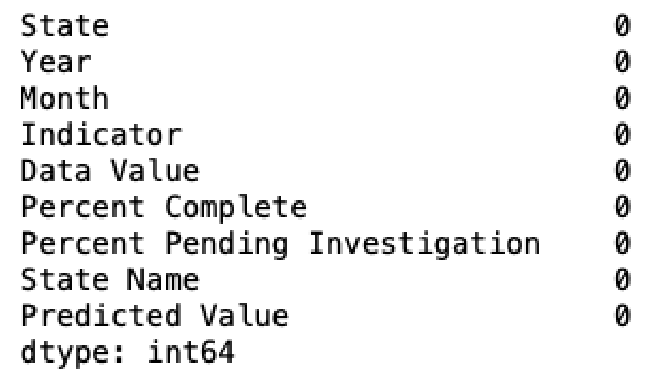 State 0
Year 0
Month 0
Indicator 0
Data Value 0
Percent Complete 0
Percent Pending Investigation 0
State Name 0
Predicted Value 0
dtype: int64